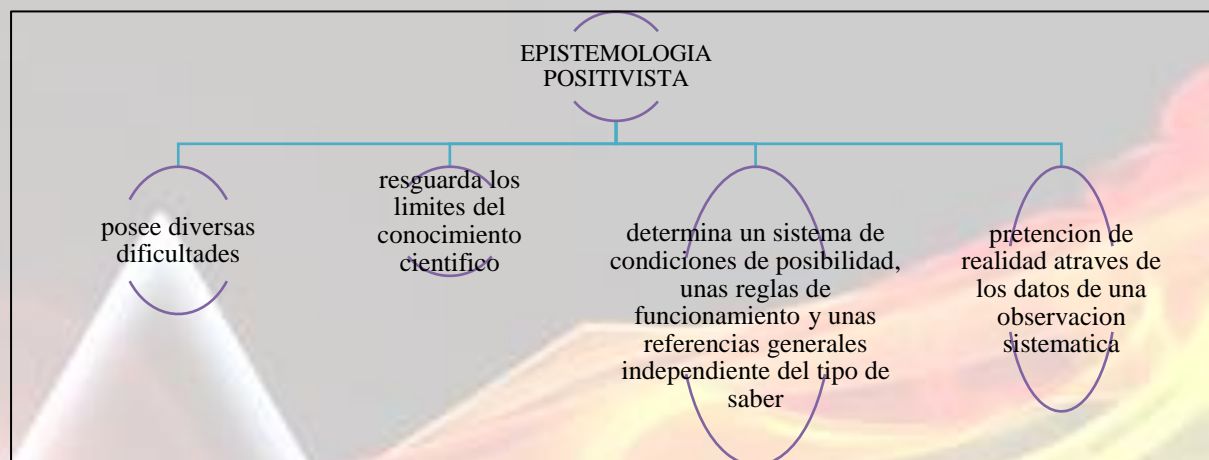 EPISTEMOLOGIA
POSITIVISTA
posee diversas
dificultades
resguarda los
limites del
conocimiento
cientifico
determina un sistema de
condiciones de posibilidad,
unas reglas de
funcionamiento y unas
referencias generales
independiente del tipo de
saber
pretencion de
realidad atraves de
los datos de una
observacion
sistematica